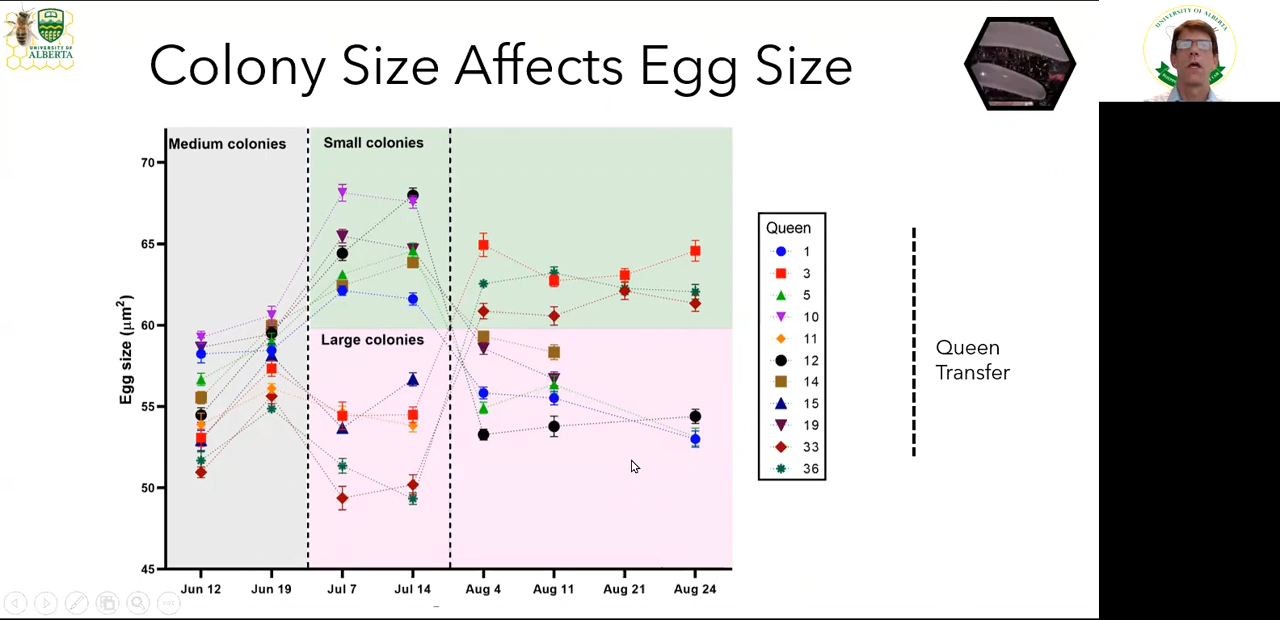 UNIVERSITY OF
ALBERTA
Colony Size Affects Egg Size
UNIVERSITY OF ALBERTA
Medium colonies
Small colonies
Large colonies
Egg size (µm²)
70
65
60
55
50
45
Jun 12
Jun 19
Jul 7
Jul 14
Aug 4
Aug 11
Aug 21
Aug 24
Queen
1
3
5
10
11
12
14
15
19
33
36
Queen
Transfer